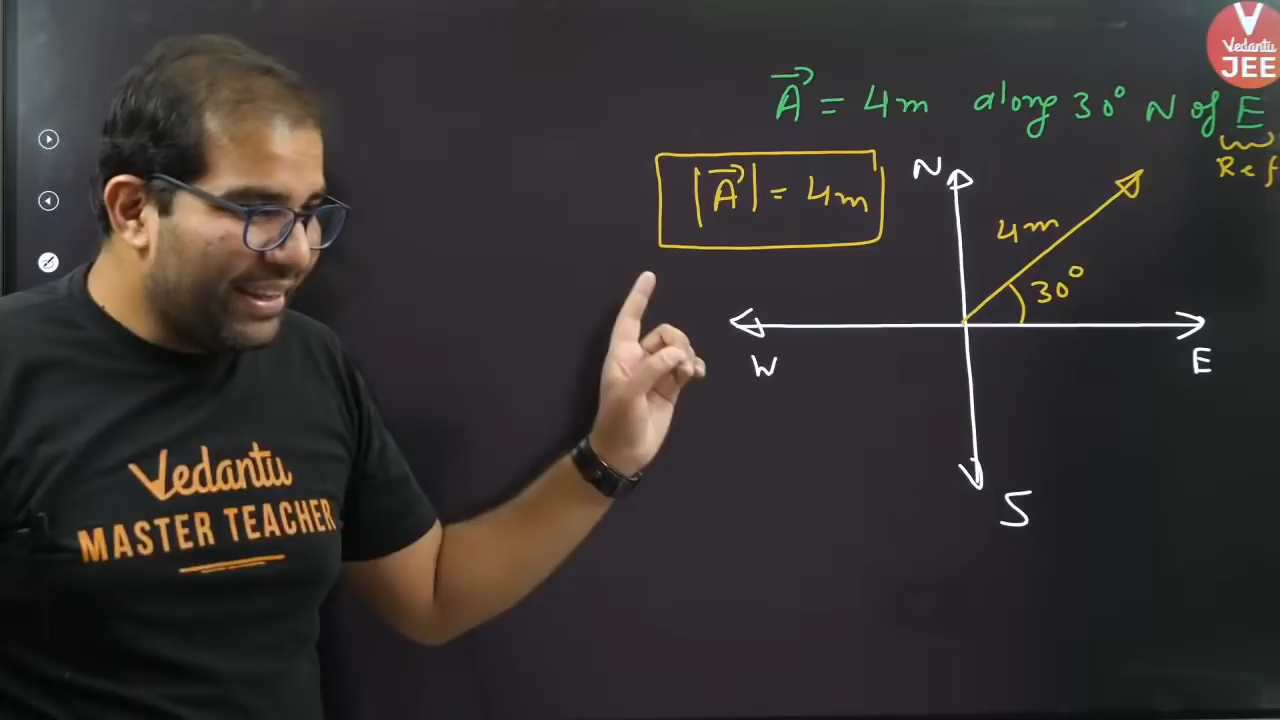 Vedantu
JEE
A⃗ = 4m along 30° N of E
Ref
|A⃗| = 4m
N
4m
30°
W
E
S
Vedantu
MASTER TEACHER